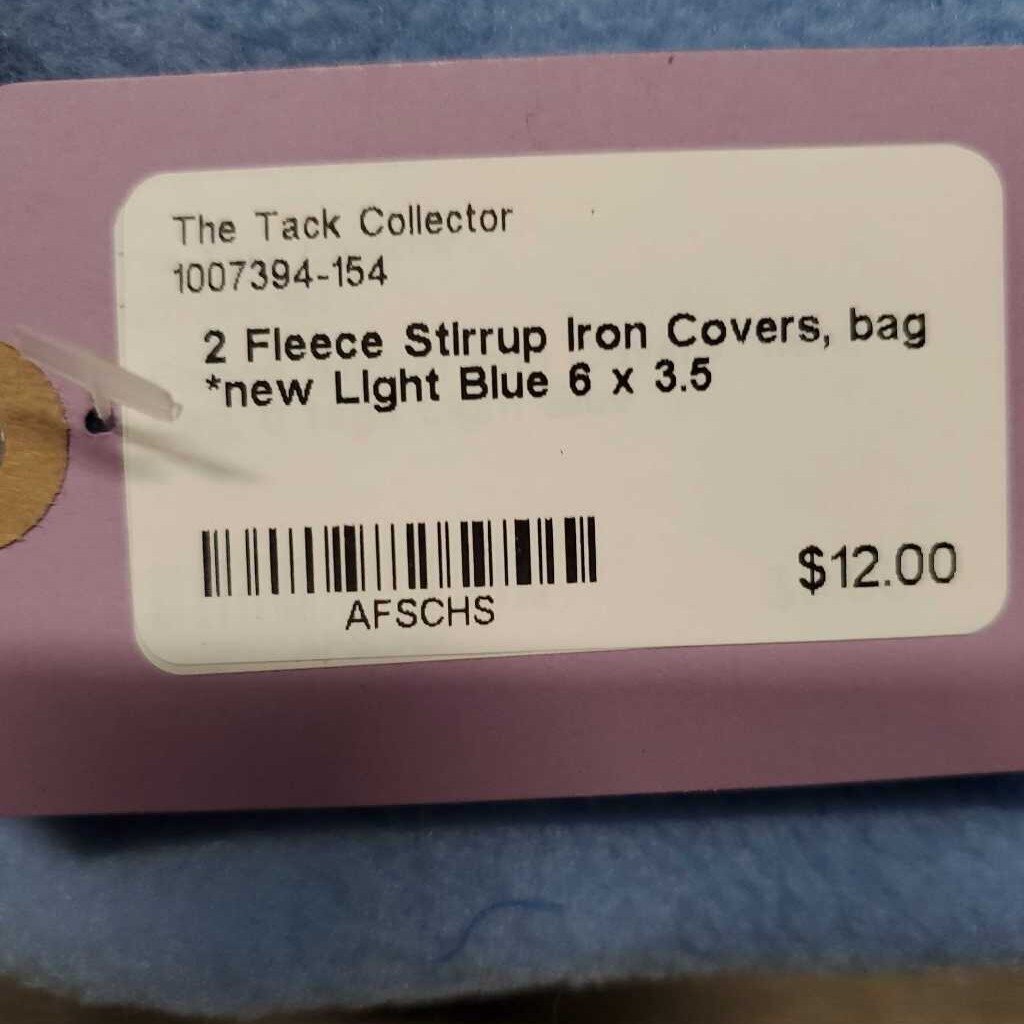 The Tack Collector
1007394-154
2 Fleece Stirrup Iron Covers, bag
*new Light Blue 6 x 3.5
AFSCHS
$12.00